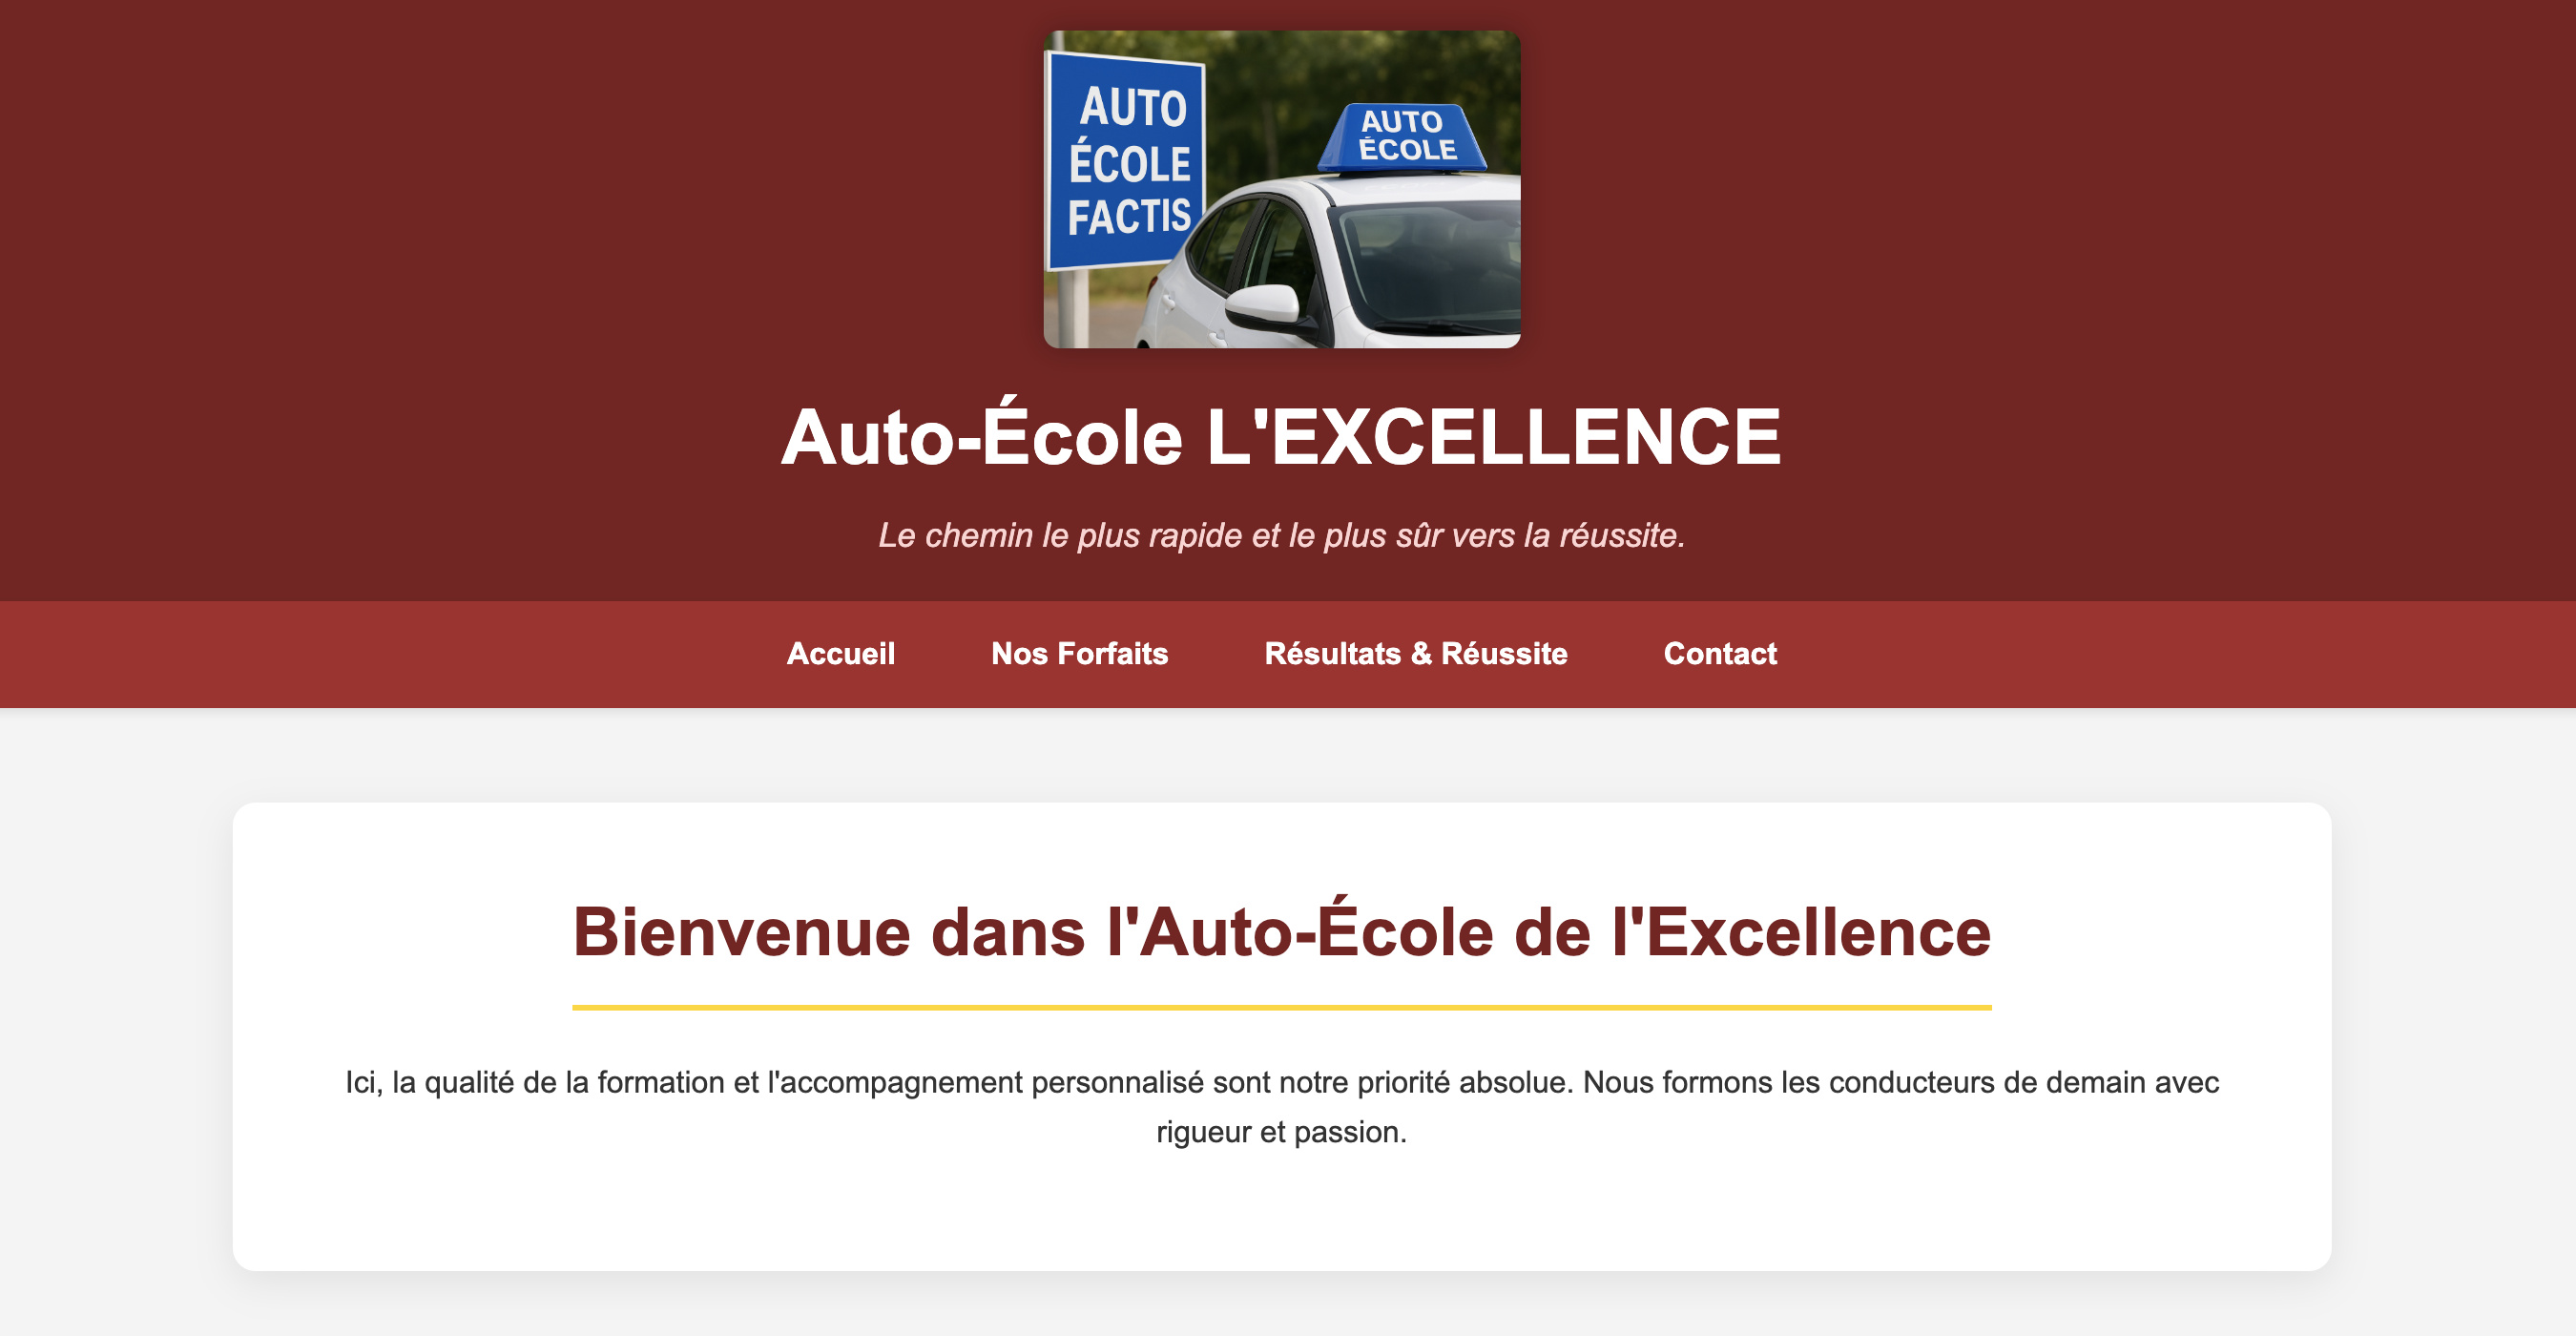 AUTO
ÉCOLE
FACTIS
AUTO
ÉCOLE
Auto-École L'EXCELLENCE
Le chemin le plus rapide et le plus sûr vers la réussite.
Accueil Nos Forfaits Résultats & Réussite Contact
Bienvenue dans l'Auto-École de l'Excellence
Ici, la qualité de la formation et l'accompagnement personnalisé sont notre priorité absolue. Nous formons les conducteurs de demain avec
rigueur et passion.